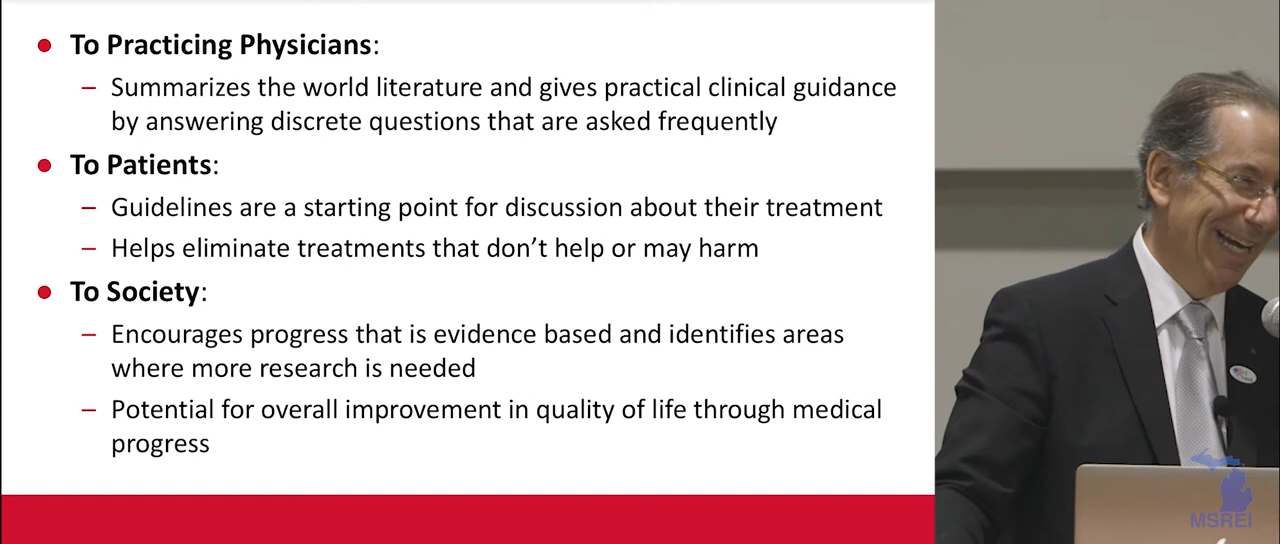 • To Practicing Physicians:
– Summarizes the world literature and gives practical clinical guidance
by answering discrete questions that are asked frequently
• To Patients:
– Guidelines are a starting point for discussion about their treatment
– Helps eliminate treatments that don’t help or may harm
• To Society:
– Encourages progress that is evidence based and identifies areas
where more research is needed
– Potential for overall improvement in quality of life through medical
progress
MSREI